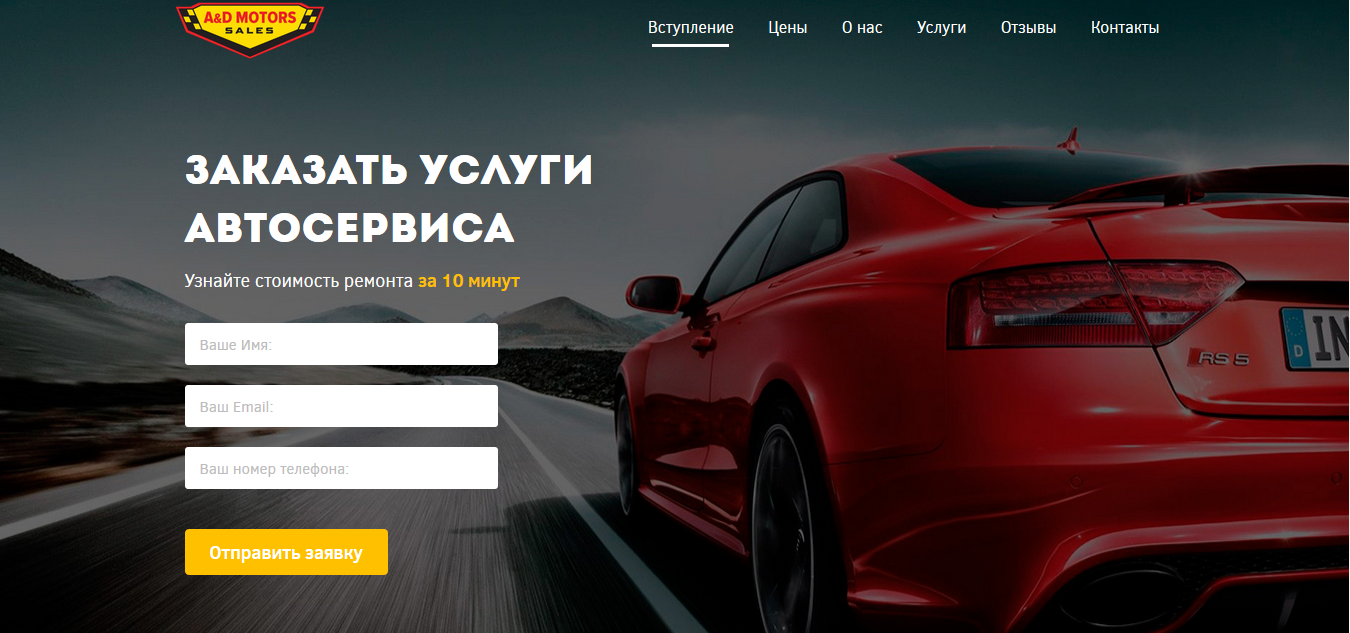 A&D MOTORS
SALES
Вступление Цены О нас Услуги Отзывы Контакты
ЗАКАЗАТЬ УСЛУГИ
АВТОСЕРВИСА
Узнайте стоимость ремонта за 10 минут
Ваше Имя:
Ваш Email:
Ваш номер телефона:
Отправить заявку
RS 5
D IN